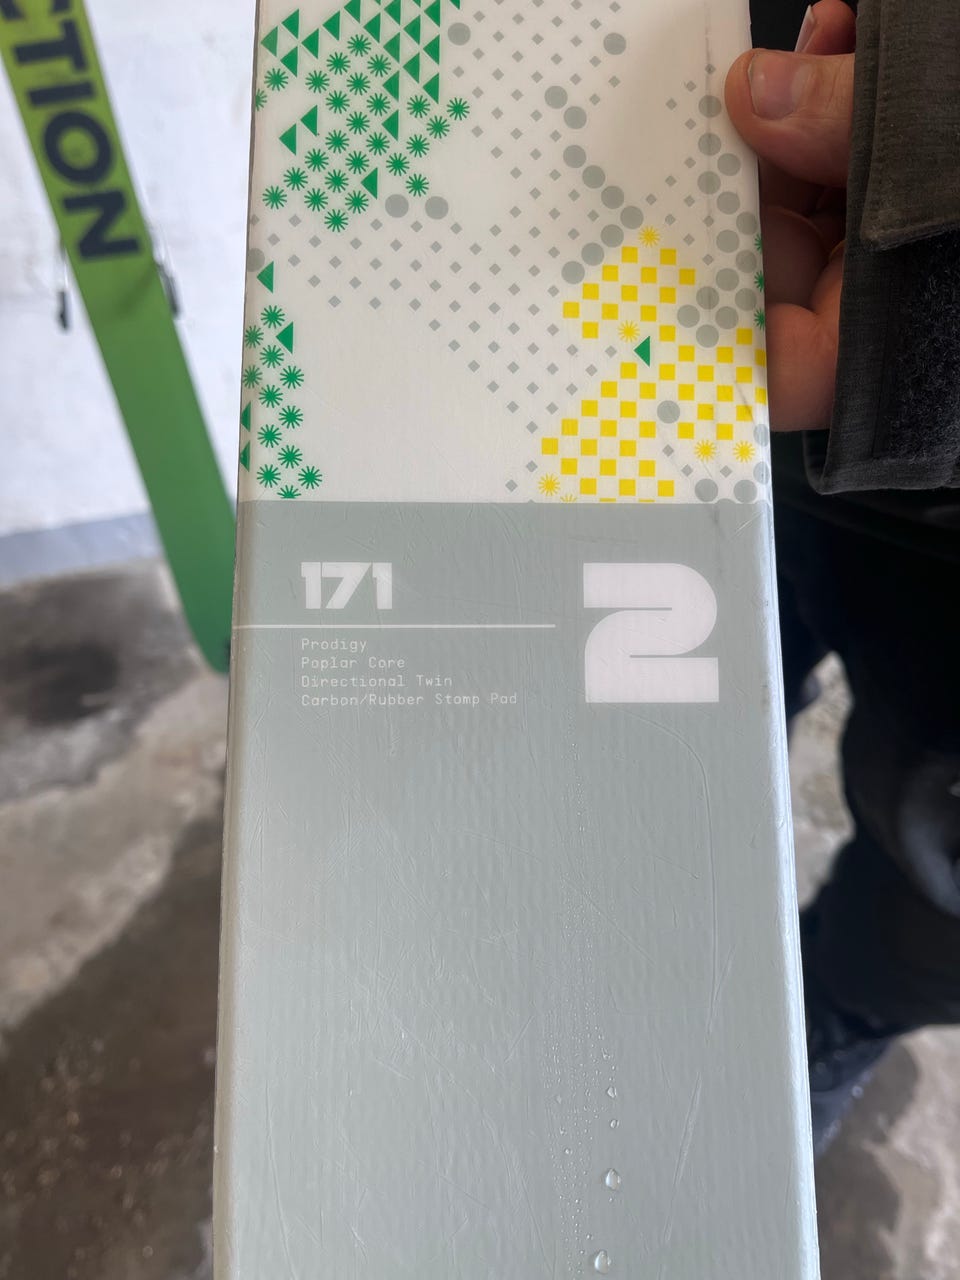 CTION
171
2
Prodigy
Poplar Core
Directional Twin
Carbon/Rubber Stomp Pad